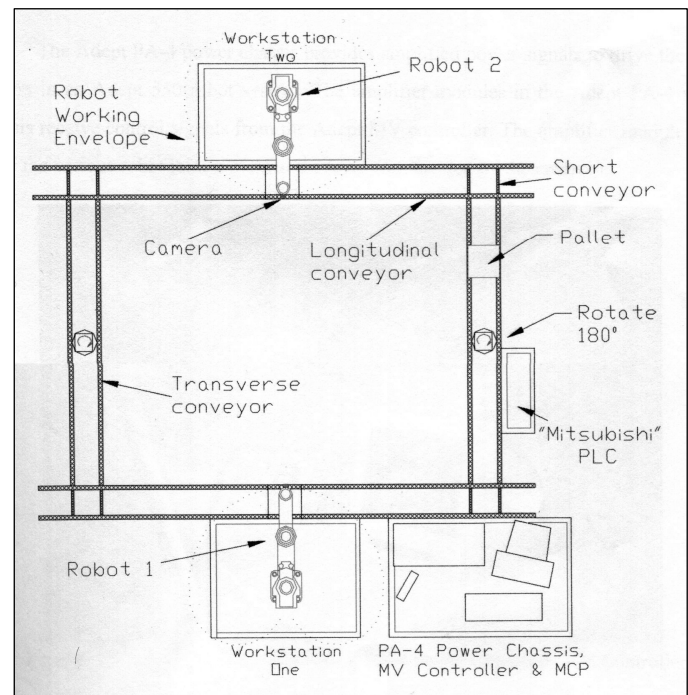 Workstation
Two
Robot 2
Robot
Working
Envelope
Short
conveyor
Camera
Longitudinal
conveyor
Pallet
Rotate
180°
Transverse
conveyor
"Mitsubishi"
PLC
Robot 1
Workstation
One
PA-4 Power Chassis,
MV Controller & MCP